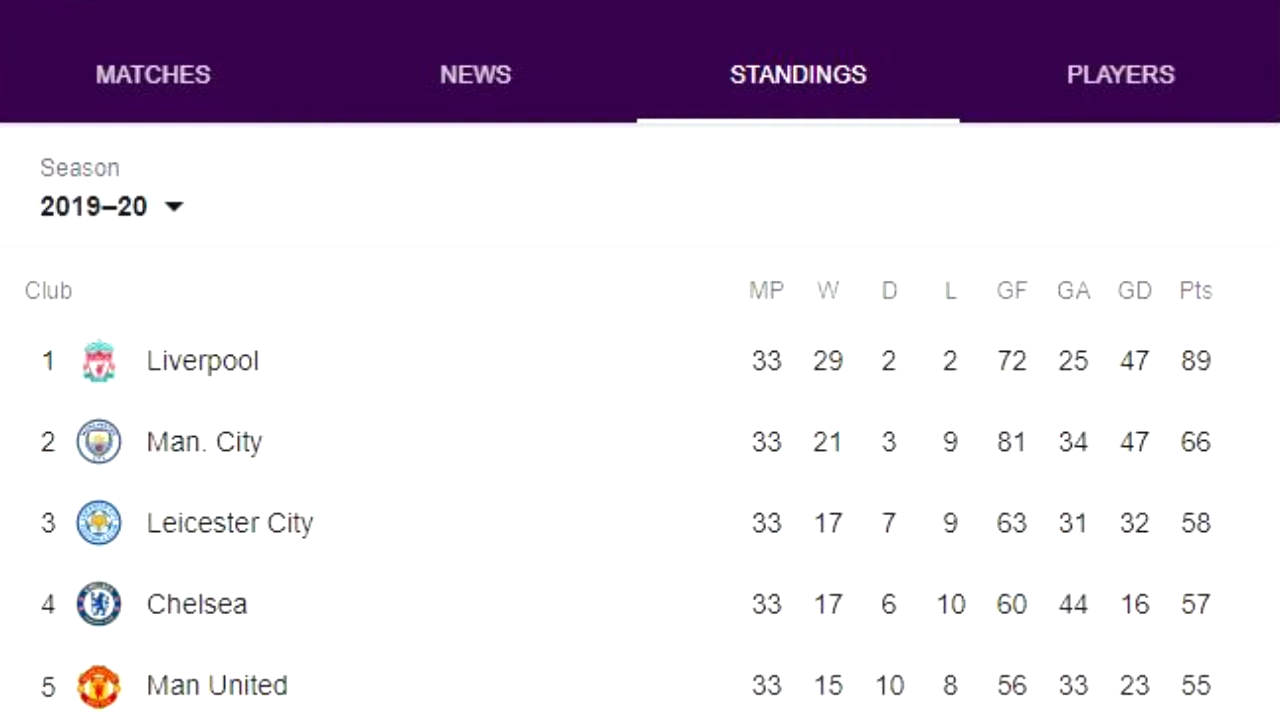 MATCHES NEWS STANDINGS PLAYERS
Season
2019–20
Club MP W D L GF GA GD Pts
1 Liverpool 33 29 2 2 72 25 47 89
2 Man. City 33 21 3 9 81 34 47 66
3 Leicester City 33 17 7 9 63 31 32 58
4 Chelsea 33 17 6 10 60 44 16 57
5 Man United 33 15 10 8 56 33 23 55